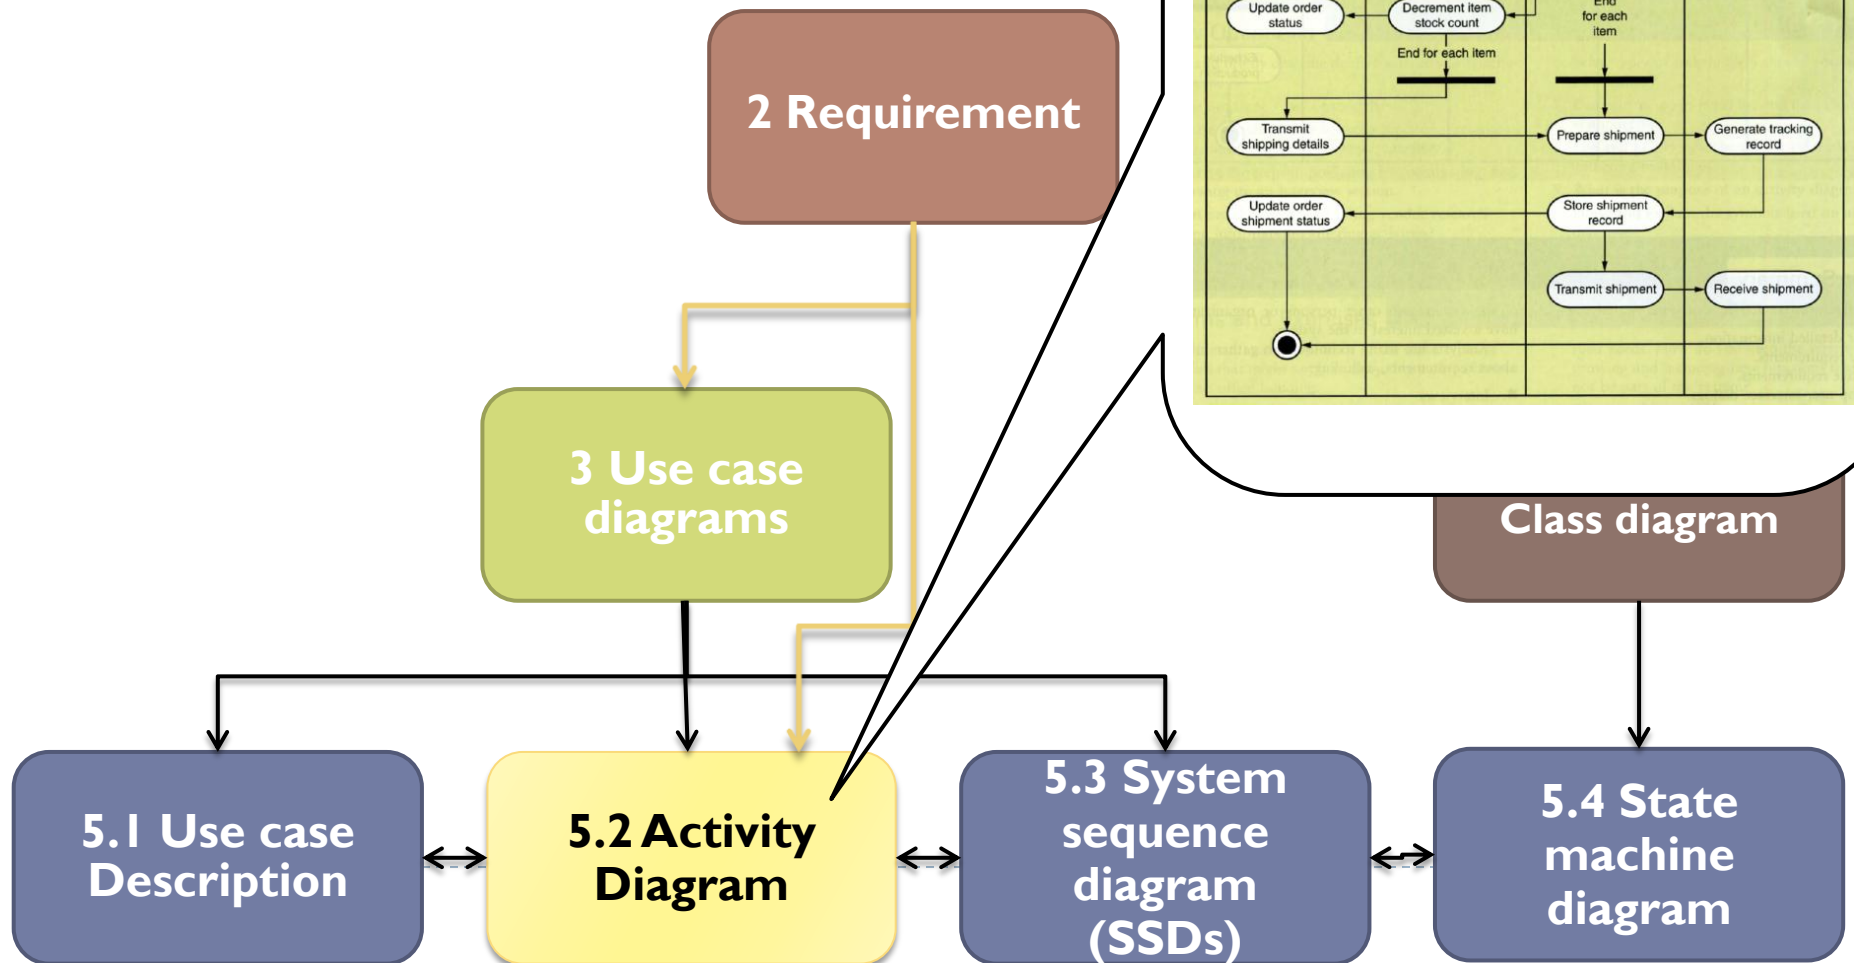 2 Requirement
Update order
status
Decrement item
stock count
End
for each
item
End for each item
Transmit
shipping details
Prepare shipment
Generate tracking
record
Update order
shipment status
Store shipment
record
Transmit shipment
Receive shipment
3 Use case
diagrams
Class diagram
5.1 Use case
Description
5.2 Activity
Diagram
5.3 System
sequence
diagram
(SSDs)
5.4 State
machine
diagram